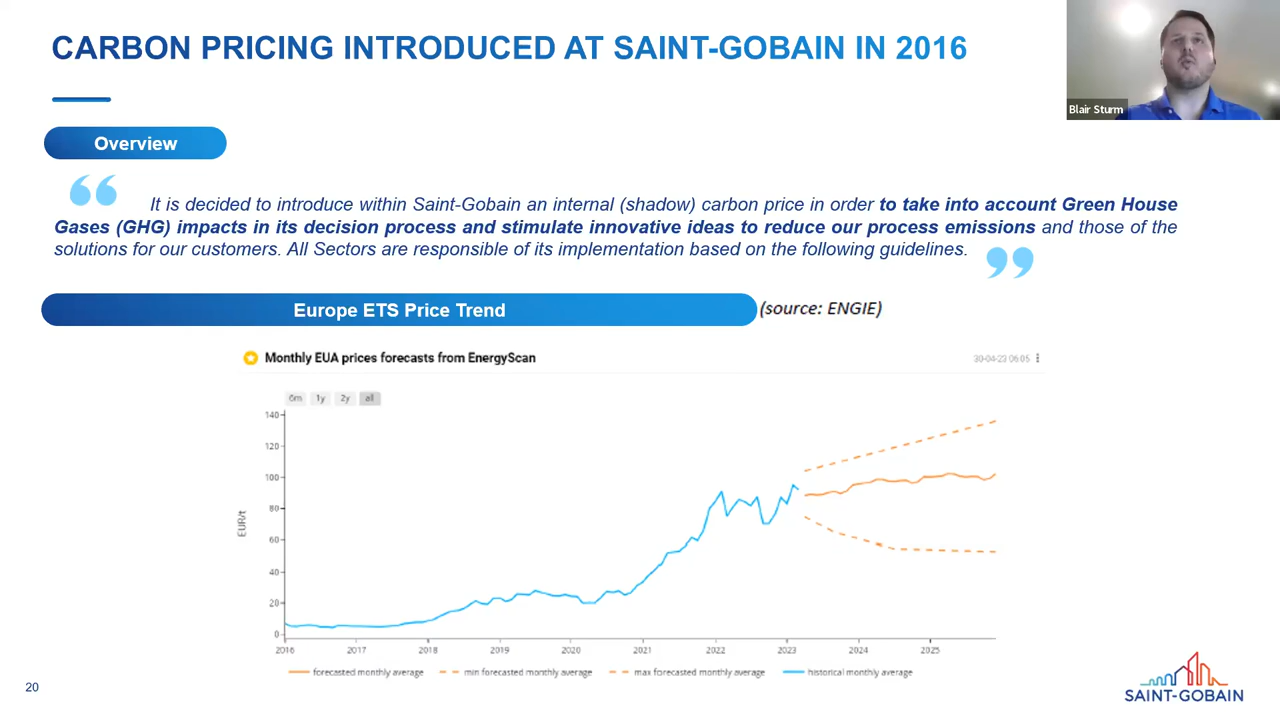 CARBON PRICING INTRODUCED AT SAINT-GOBAIN IN 2016
Blair Sturm
Overview
“
It is decided to introduce within Saint-Gobain an internal (shadow) carbon price in order to take into account Green House
Gases (GHG) impacts in its decision process and stimulate innovative ideas to reduce our process emissions and those of the
solutions for our customers. All Sectors are responsible of its implementation based on the following guidelines.
”
Europe ETS Price Trend
(source: ENGIE)
Monthly EUA prices forecasts from EnergyScan
30-04-23 06:05
6m 1y 2y all
140
120
100
80
60
40
20
0
EUR/t
2016 2017 2018 2019 2020 2021 2022 2023 2024 2025
forecasted monthly average min forecasted monthly average max forecasted monthly average historical monthly average
20
SAINT-GOBAIN